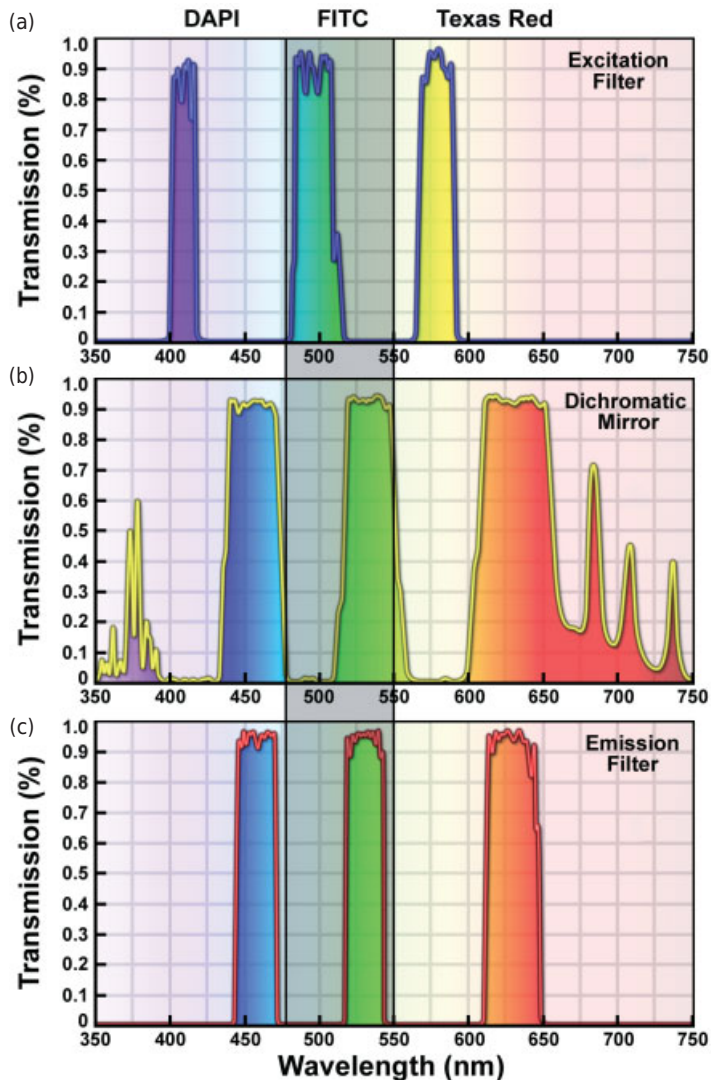 (a)
DAPI FITC Texas Red
Transmission (%)
1.0
0.9
0.8
0.7
0.6
0.5
0.4
0.3
0.2
0.1
0
Excitation
Filter
350 400 450 500 550 600 650 700 750
(b)
Transmission (%)
1.0
0.9
0.8
0.7
0.6
0.5
0.4
0.3
0.2
0.1
0
Dichromatic
Mirror
350 400 450 500 550 600 650 700 750
(c)
Transmission (%)
1.0
0.9
0.8
0.7
0.6
0.5
0.4
0.3
0.2
0.1
0
Emission
Filter
350 400 450 500 550 600 650 700 750
Wavelength (nm)